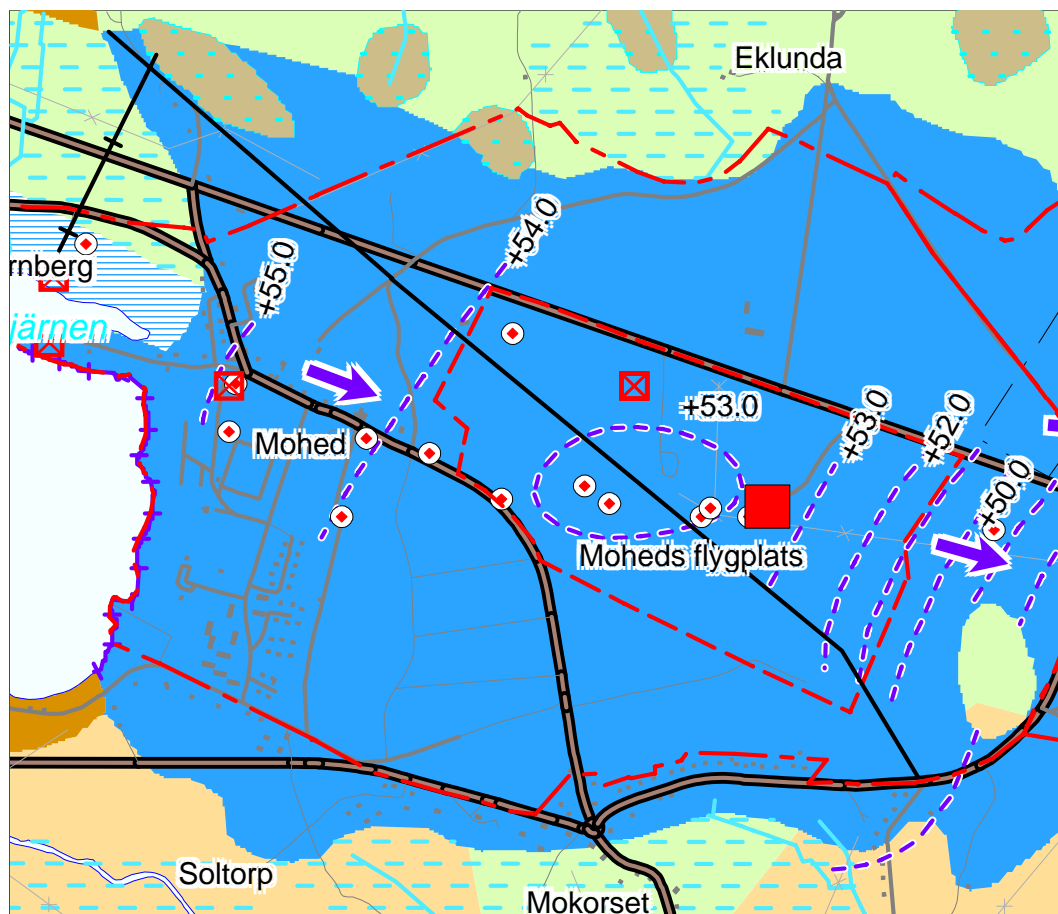 Eklunda
+54.0
+55.0
rnberg
järnen
+53.0
+53.0
+52.0
Mohed
+50.0
Moheds flygplats
Soltorp
Mokorset